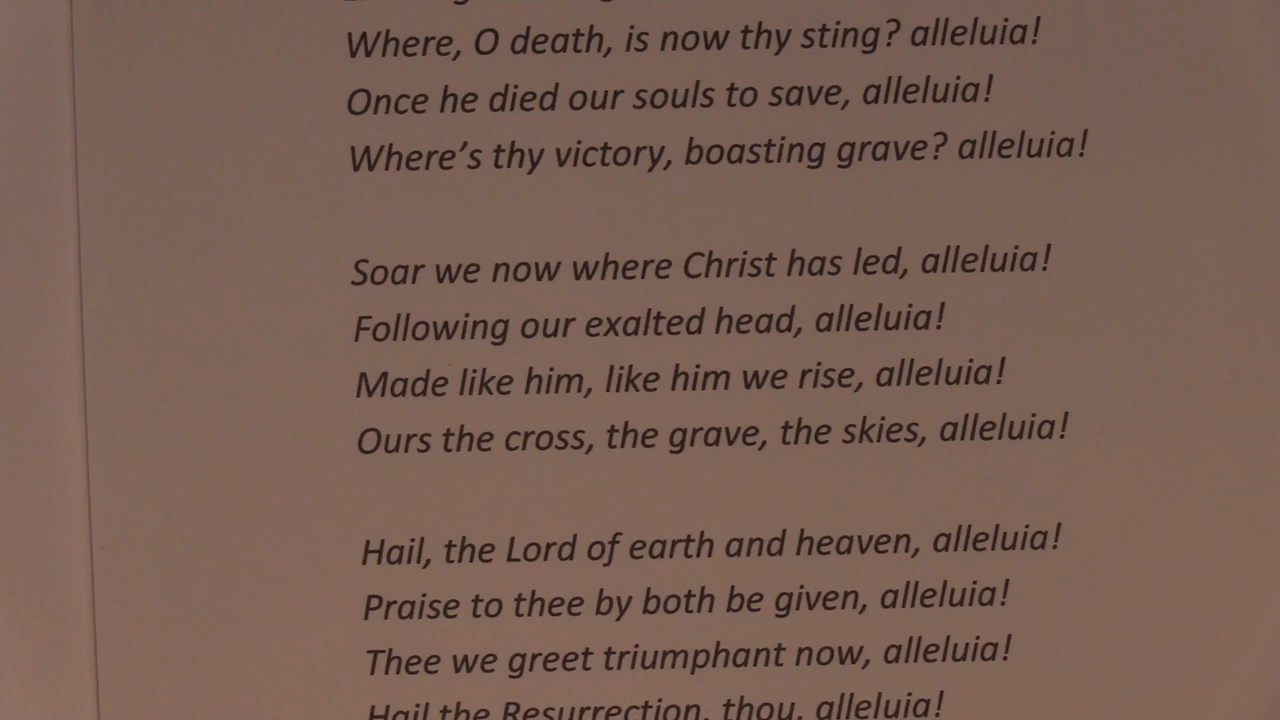 Where, O death, is now thy sting? alleluia!
Once he died our souls to save, alleluia!
Where's thy victory, boasting grave? alleluia!
Soar we now where Christ has led, alleluia!
Following our exalted head, alleluia!
Made like him, like him we rise, alleluia!
Ours the cross, the grave, the skies, alleluia!
Hail, the Lord of earth and heaven, alleluia!
Praise to thee by both be given, alleluia!
Thee we greet triumphant now, alleluia!
Hail the Resurrection, thou, alleluia!